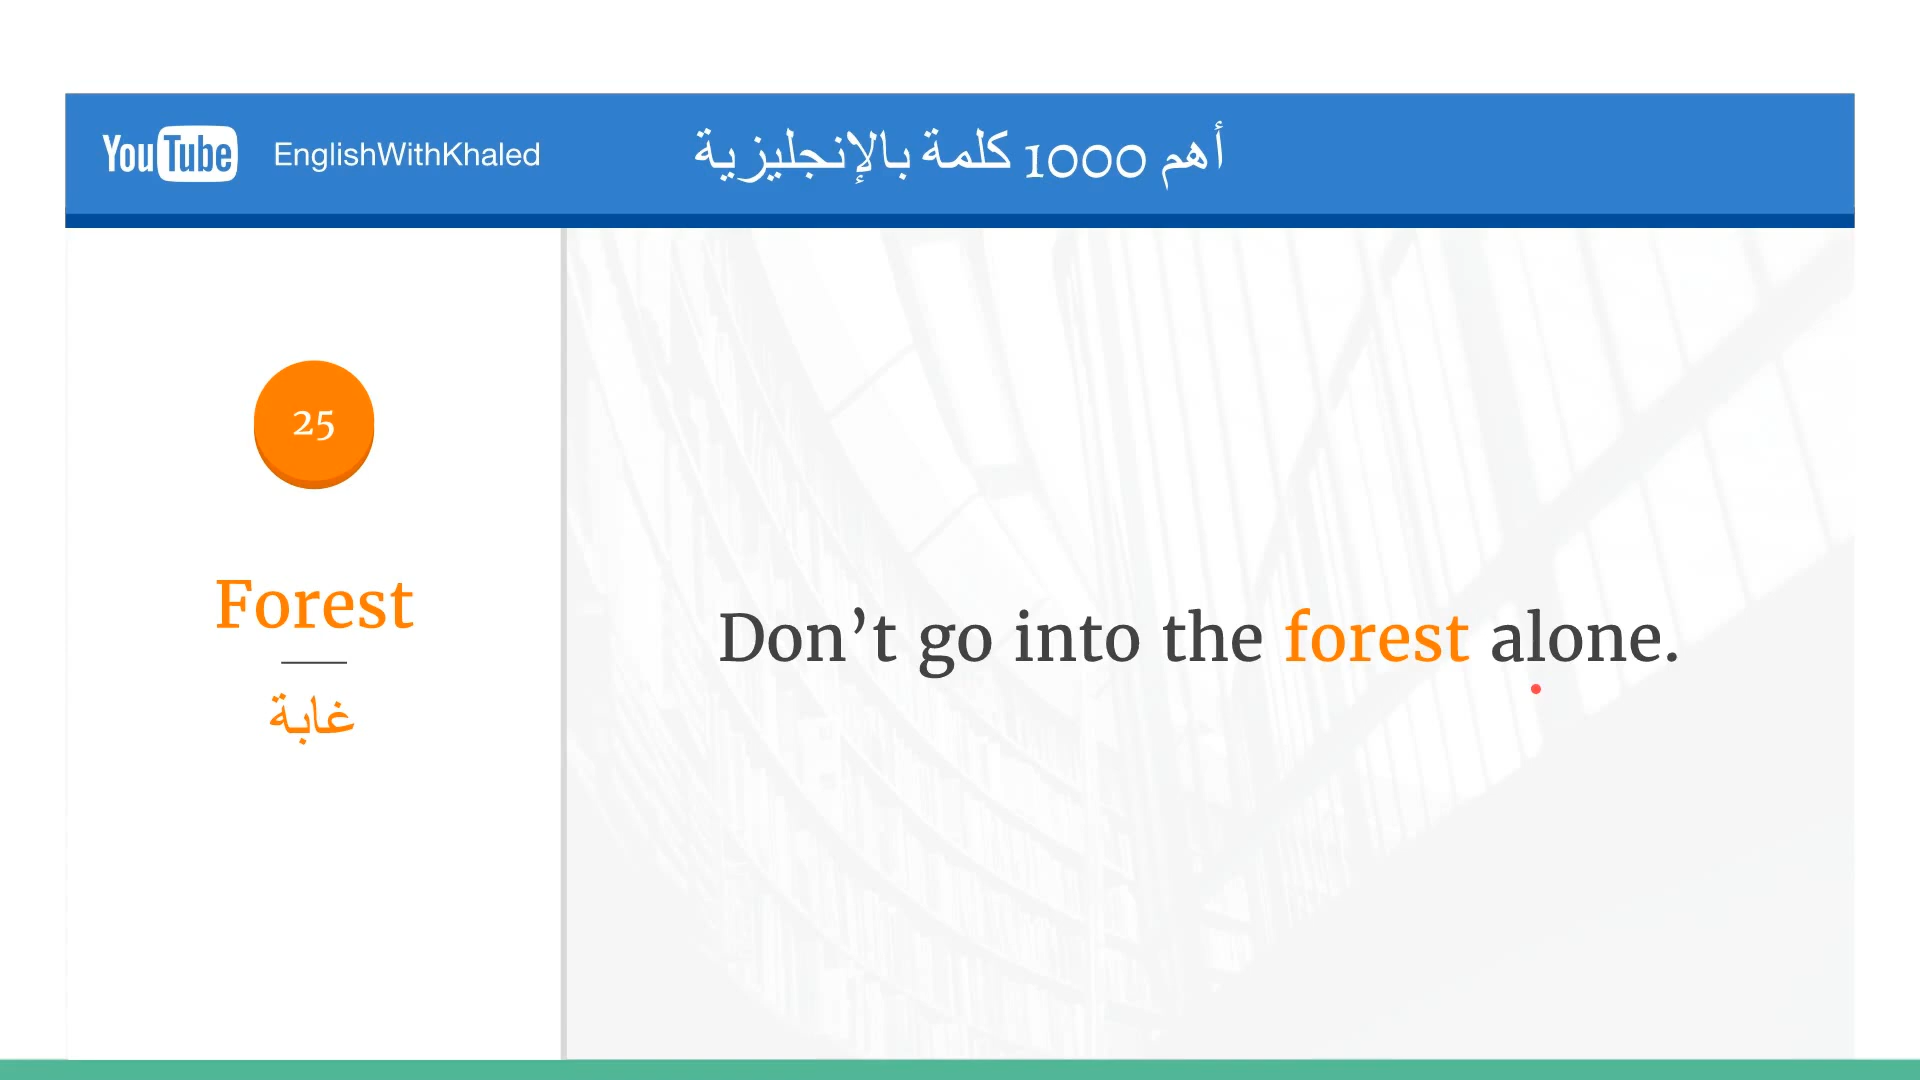 YouTube EnglishWithKhaled
أهم 1000 كلمة بالإنجليزية
25
Forest
غابة
Don’t go into the forest alone.